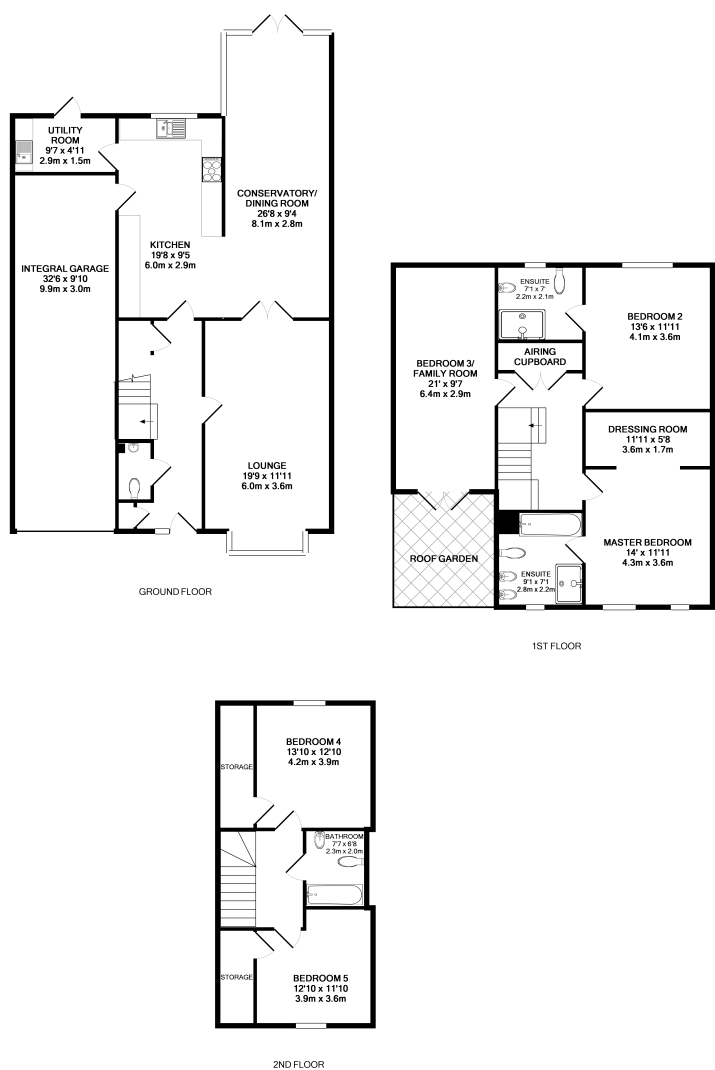 UTILITY
ROOM
9'7 x 4'11
2.9m x 1.5m
CONSERVATORY/
DINING ROOM
26'8 x 9'4
8.1m x 2.8m
KITCHEN
19'8 x 9'5
6.0m x 2.9m
INTEGRAL GARAGE
32'6 x 9'10
9.9m x 3.0m
LOUNGE
19'9 x 11'11
6.0m x 3.6m
GROUND FLOOR
ENSUITE
7'1 x 7'
2.2m x 2.1m
BEDROOM 2
13'6 x 11'11
4.1m x 3.6m
AIRING
CUPBOARD
BEDROOM 3/
FAMILY ROOM
21' x 9'7
6.4m x 2.9m
DRESSING ROOM
11'11 x 5'8
3.6m x 1.7m
MASTER BEDROOM
14' x 11'11
4.3m x 3.6m
ROOF GARDEN
ENSUITE
9'1 x 7'1
2.8m x 2.2m
1ST FLOOR
BEDROOM 4
13'10 x 12'10
4.2m x 3.9m
STORAGE
BATHROOM
7'7 x 6'8
2.3m x 2.0m
STORAGE
BEDROOM 5
12'10 x 11'10
3.9m x 3.6m
2ND FLOOR